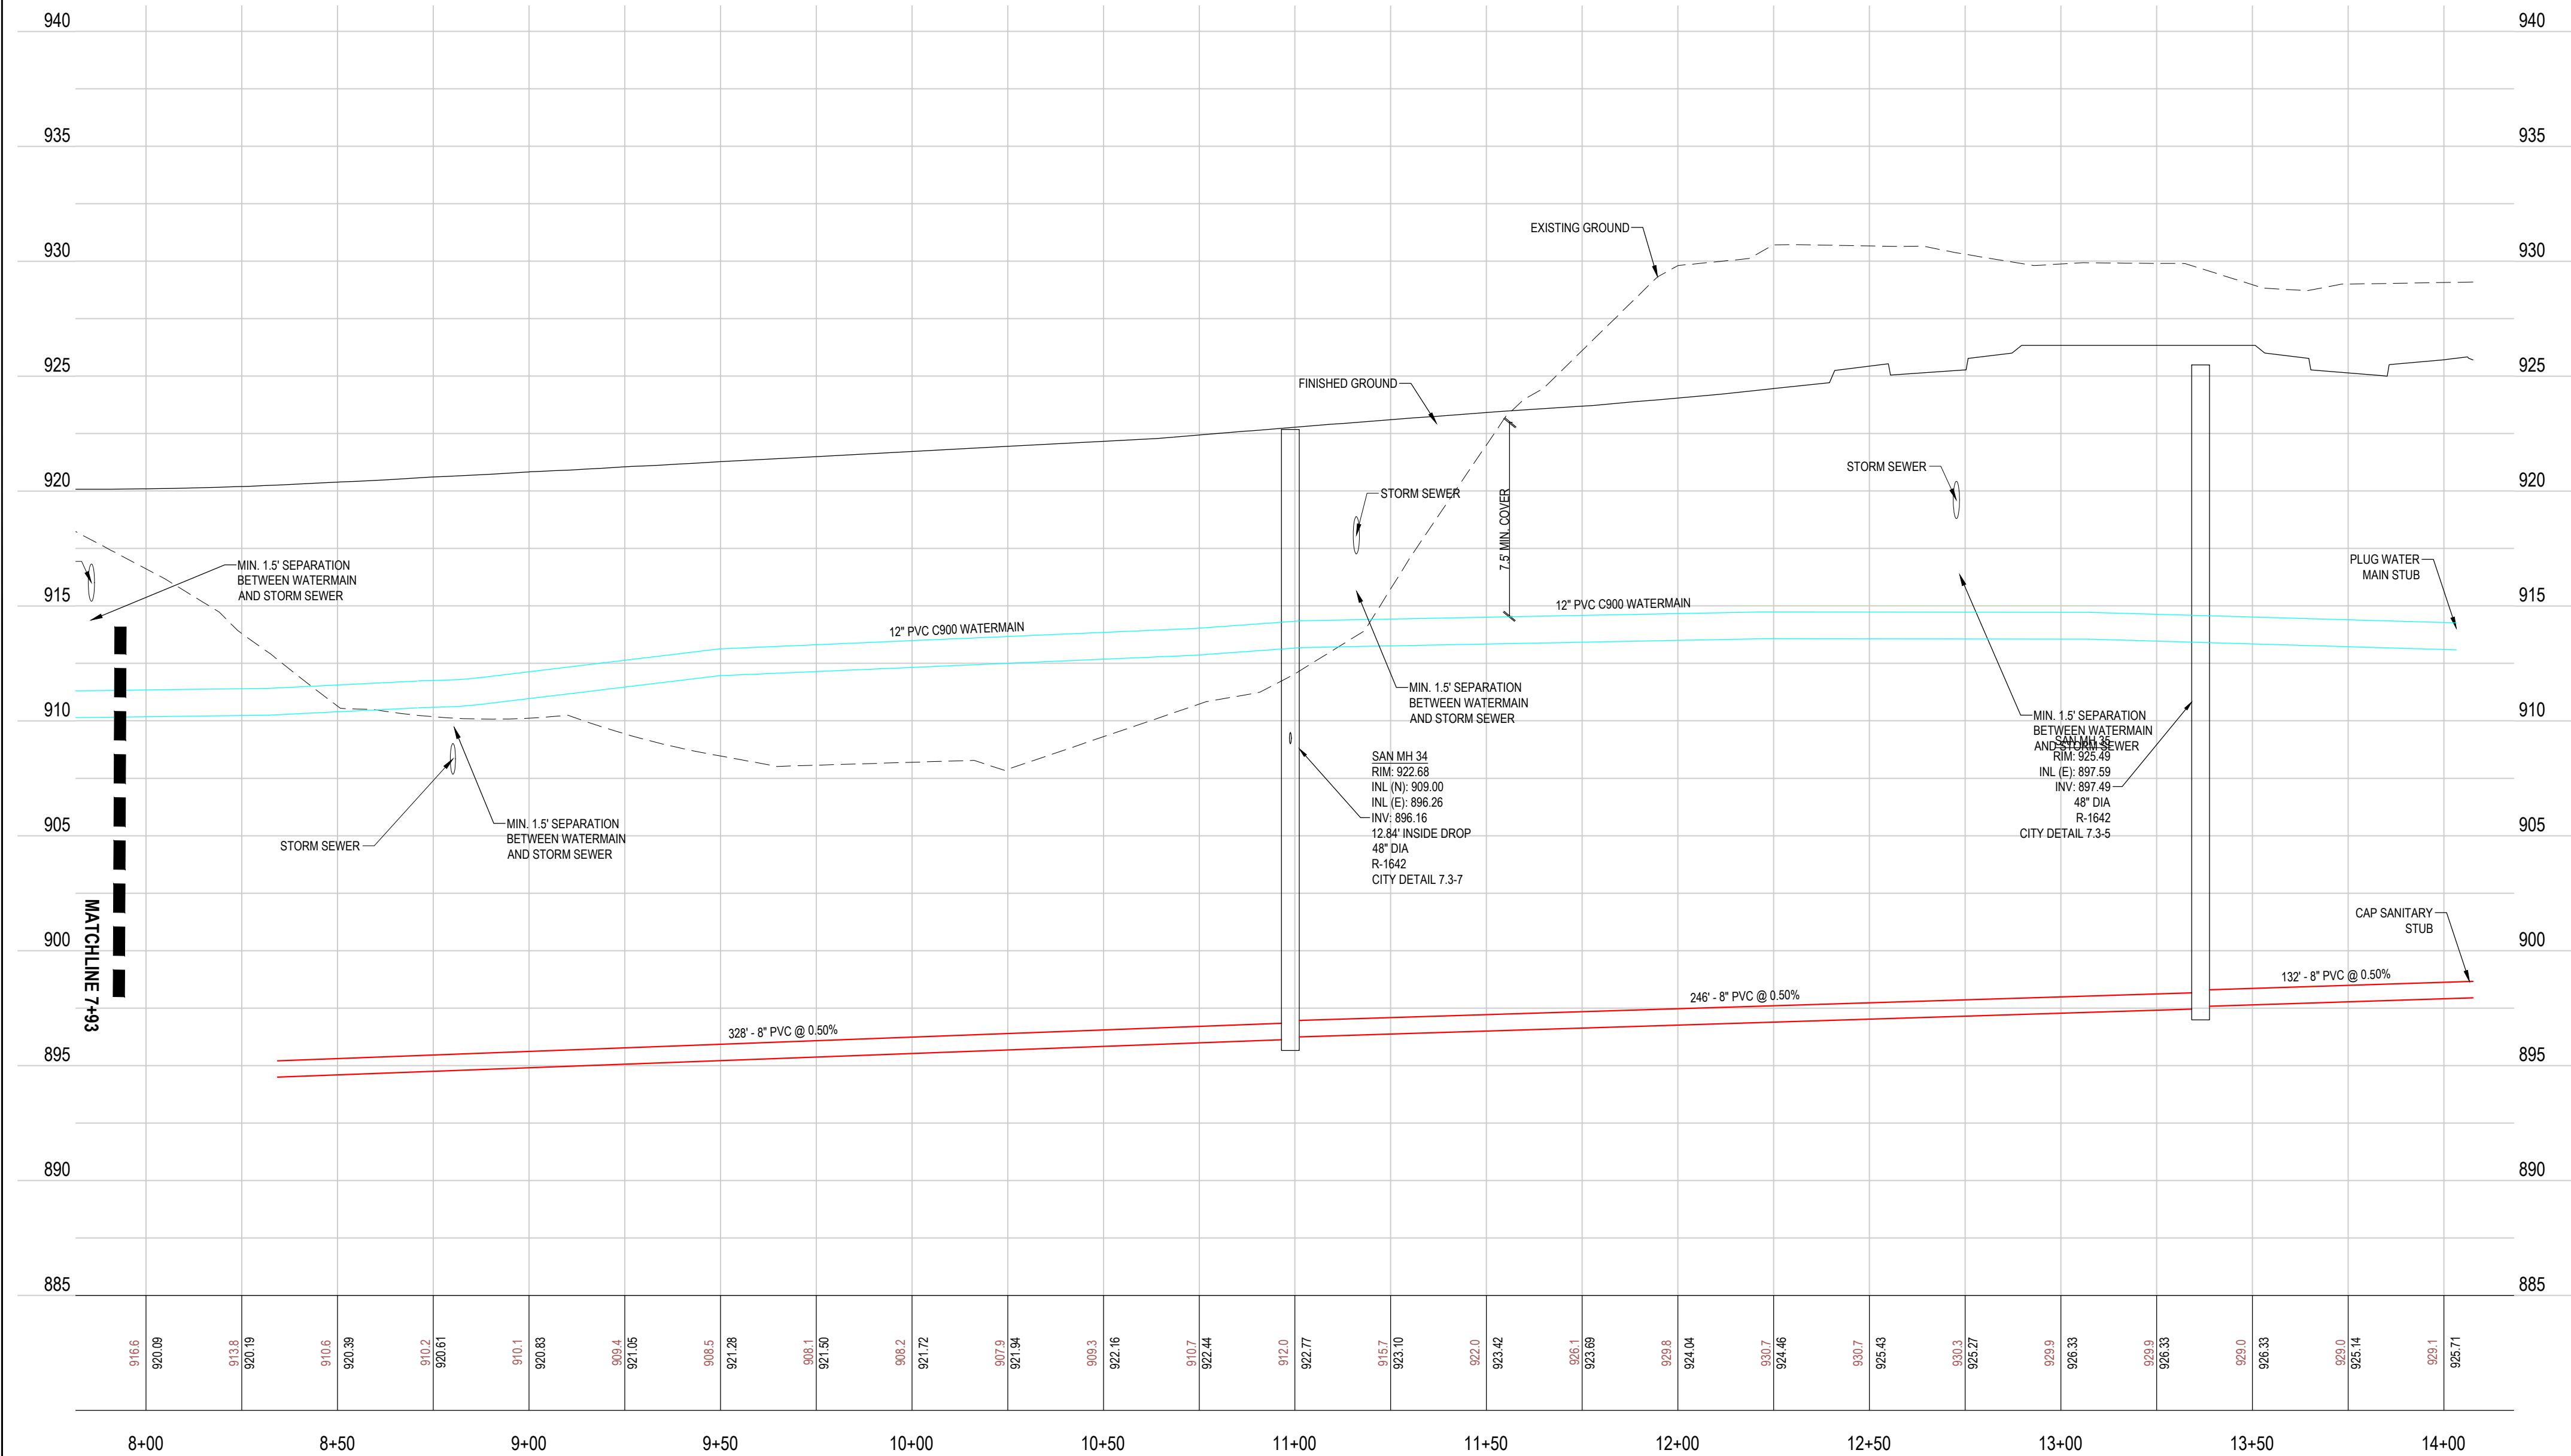 940
940
935
935
930
930
925
925
920
920
915
915
910
910
905
905
900
900
895
895
890
890
885
885
EXISTING GROUND
FINISHED GROUND
STORM SEWER
STORM SEWER
7.5' MIN. COVER
MIN. 1.5' SEPARATION
BETWEEN WATERMAIN
AND STORM SEWER
PLUG WATER
MAIN STUB
12" PVC C900 WATERMAIN
12" PVC C900 WATERMAIN
MIN. 1.5' SEPARATION
BETWEEN WATERMAIN
AND STORM SEWER
MIN. 1.5' SEPARATION
BETWEEN WATERMAIN
AND STORM SEWER
SAN MH 34
RIM: 922.68
INL (N): 909.00
INL (E): 896.26
INV: 896.16
12.84' INSIDE DROP
48" DIA
R-1642
CITY DETAIL 7.3-7
SAN MH 35
RIM: 925.49
INL (E): 897.59
INV: 897.49
48" DIA
R-1642
CITY DETAIL 7.3-5
STORM SEWER
MIN. 1.5' SEPARATION
BETWEEN WATERMAIN
AND STORM SEWER
MATCHLINE 7+93
CAP SANITARY
STUB
328' - 8" PVC @ 0.50%
246' - 8" PVC @ 0.50%
132' - 8" PVC @ 0.50%
916.6
920.09
913.8
920.19
910.6
920.39
910.2
920.61
910.1
920.83
909.4
921.05
908.5
921.28
908.1
921.50
908.2
921.72
907.9
921.94
909.3
922.16
910.7
922.44
912.0
922.77
915.7
923.10
922.0
923.42
926.1
923.69
929.8
924.04
930.7
924.46
930.7
925.43
930.3
925.27
929.9
926.33
929.9
926.33
929.0
926.33
929.0
925.14
929.1
925.71
8+00
8+50
9+00
9+50
10+00
10+50
11+00
11+50
12+00
12+50
13+00
13+50
14+00